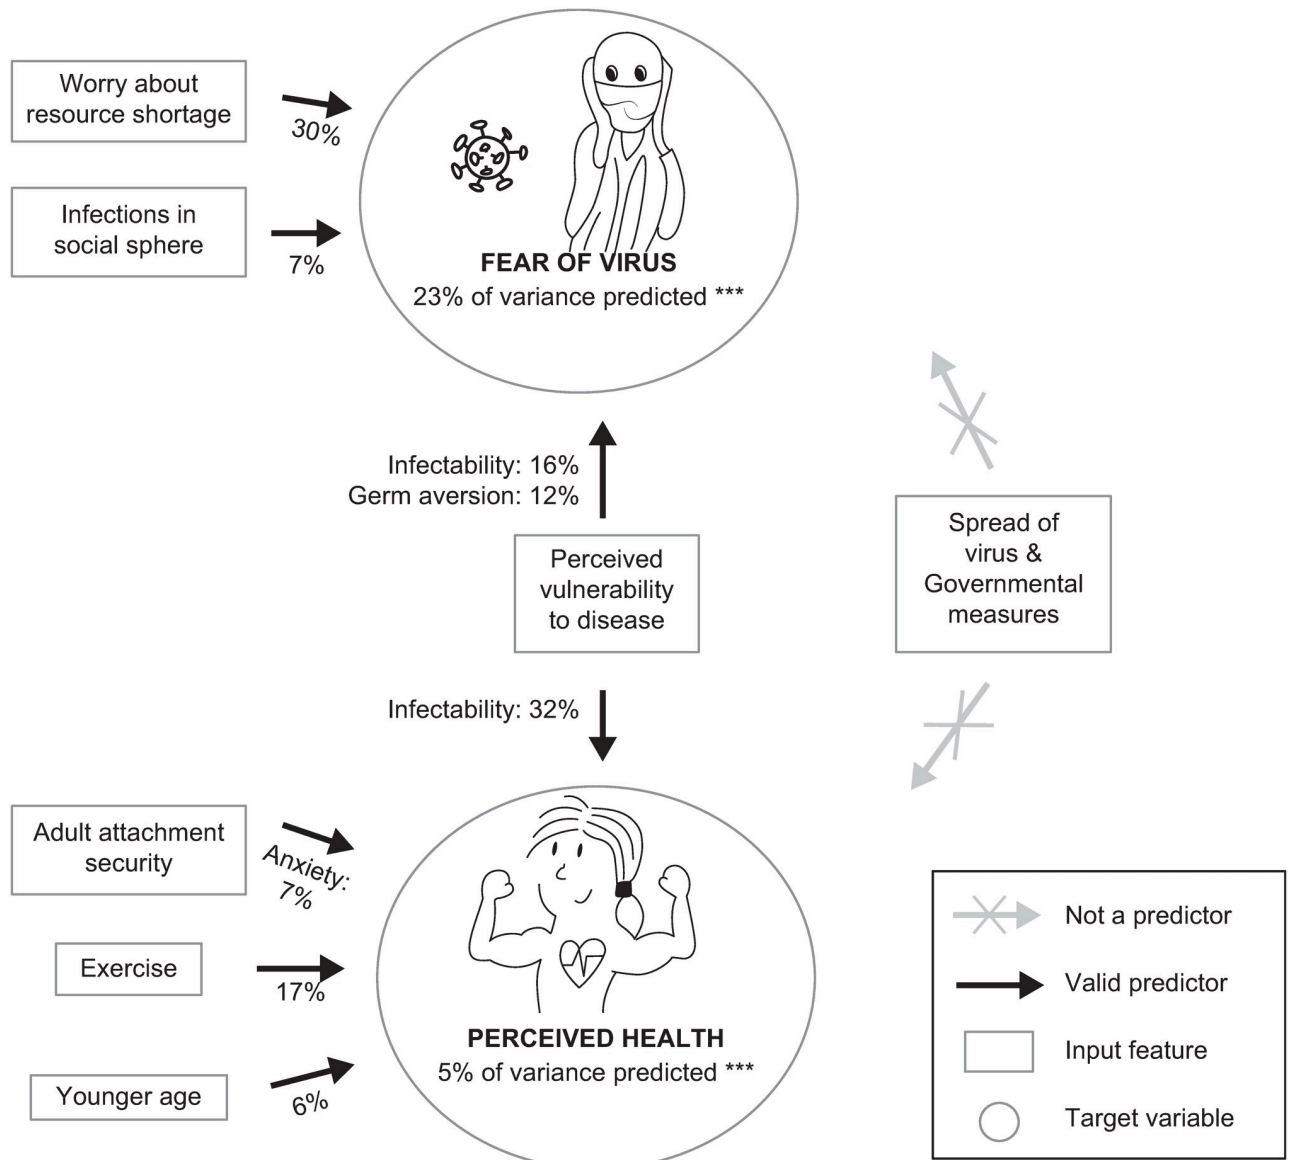 Worry about
resource shortage
30%
Infections in
social sphere
7%
FEAR OF VIRUS
23% of variance predicted ***
Infectability: 16%
Germ aversion: 12%
Perceived
vulnerability
to disease
Spread of
virus &
Governmental
measures
Infectability: 32%
Adult attachment
security
Anxiety:
7%
Exercise
17%
Younger age
6%
PERCEIVED HEALTH
5% of variance predicted ***
Not a predictor
Valid predictor
Input feature
Target variable